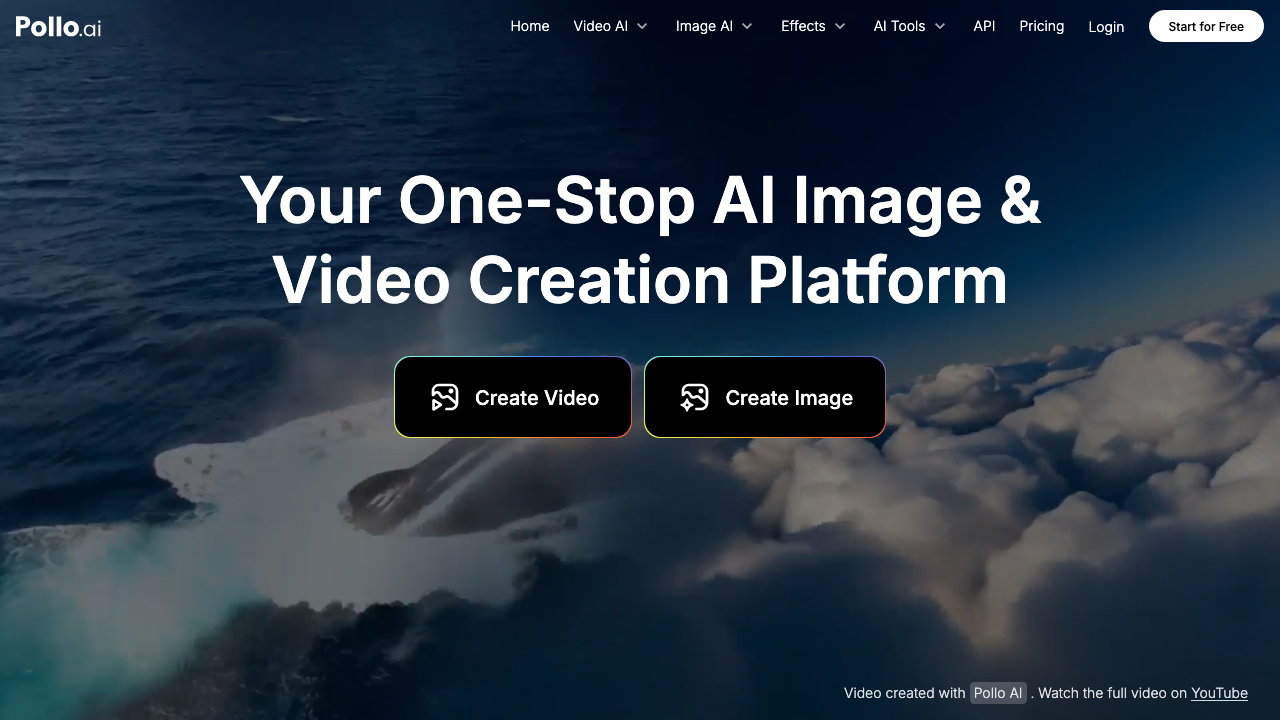 Pollo.ai
Home Video AI Image AI Effects AI Tools API Pricing Login Start for Free
Your One-Stop AI Image &
Video Creation Platform
Create Video Create Image
Video created with Pollo AI . Watch the full video on YouTube